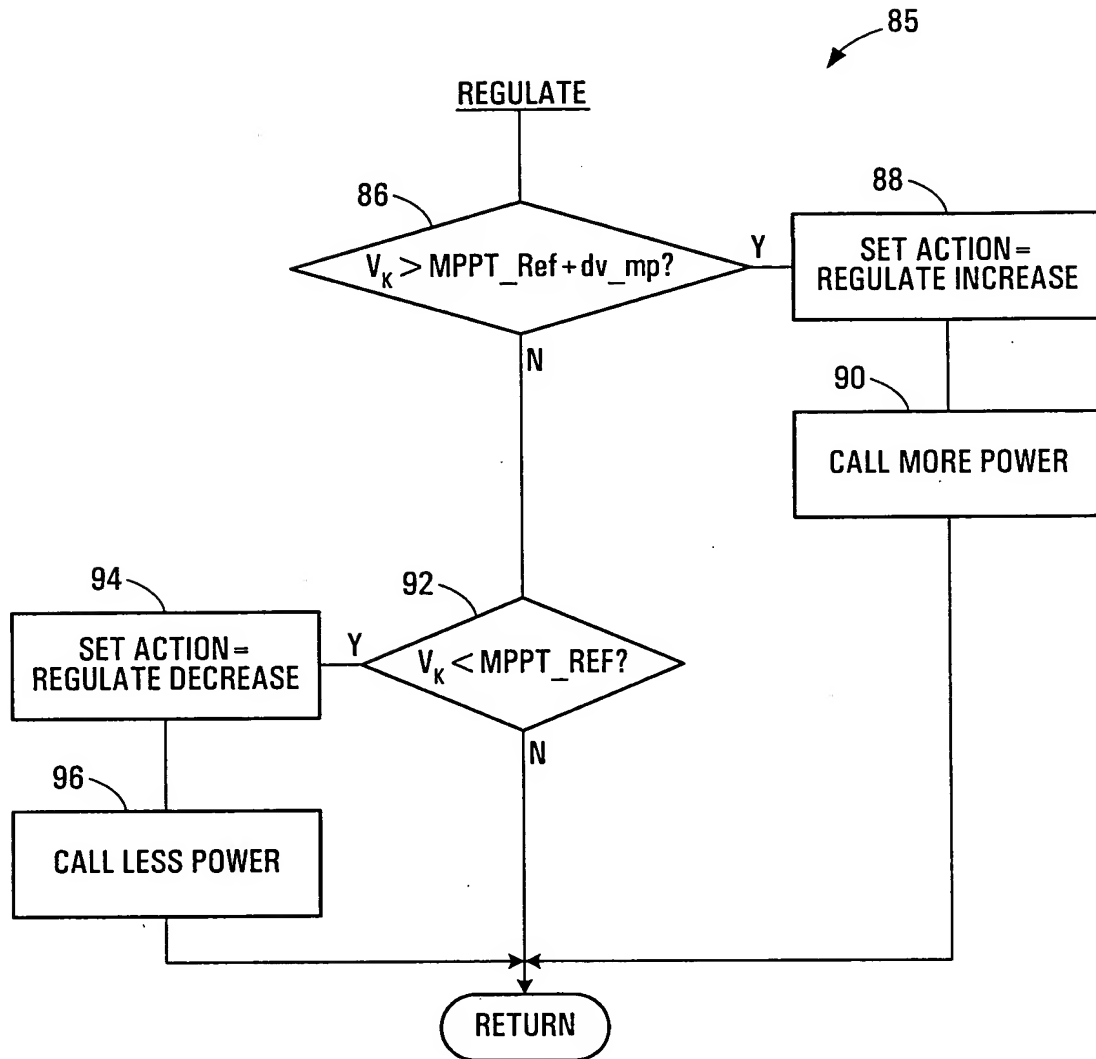 85
REGULATE
86
V_K > MPPT_Ref + dv_mp?
Y
N
88
SET ACTION =
REGULATE INCREASE
90
CALL MORE POWER
92
V_K < MPPT_REF?
Y
N
94
SET ACTION =
REGULATE DECREASE
96
CALL LESS POWER
RETURN